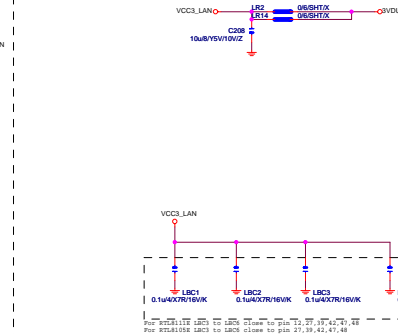 VCC3_LAN LR2 0/6/SHT/X 3VDU
LR14 0/6/SHT/X
C208
10u/8/Y5V/10V/Z
N
VCC3_LAN
LBC1 LBC2 LBC3
0.1u/4/X7R/16V/K 0.1u/4/X7R/16V/K 0.1u/4/X7R/16V/K
For RTL8111E LBC3 to LBC6 close to pin 12,27,39,42,47,48
For RTL8105E LBC3 to LBC6 close to pin 27,39,42,47,48